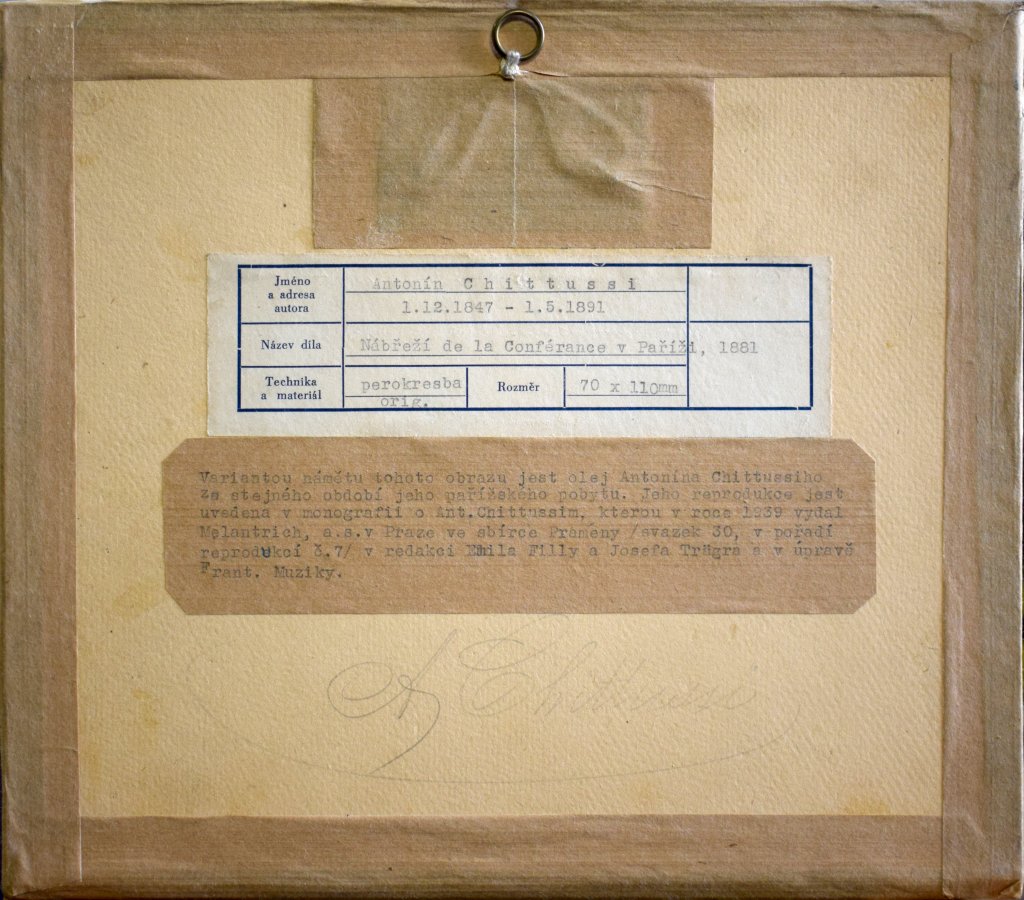 Jméno
a adresa
autora
Antonín Chittussi
1.12.1847 - 1.5.1891
Název díla
Nábřeží de la Conférance v Paříži, 1881
Technika
a materiál
perokresba
orig.
Rozměr
70 x 110mm
Variantou námětu tohoto obrazu jest olej Antonína Chittussiho
ze stejného období jeho pařížského pobytu. Jeho reprodukce jest
uvedena v monografii o Ant.Chittussim, kterou v roce 1939 vydal
Melantrich, a.s.v Praze ve sbírce Prameny /svazek 30, v pořadí
reprodukcí č.7/ v redakci Emila Filly a Josefa Trägra a v úpravě
Frant. Muziky.
A Chittussi